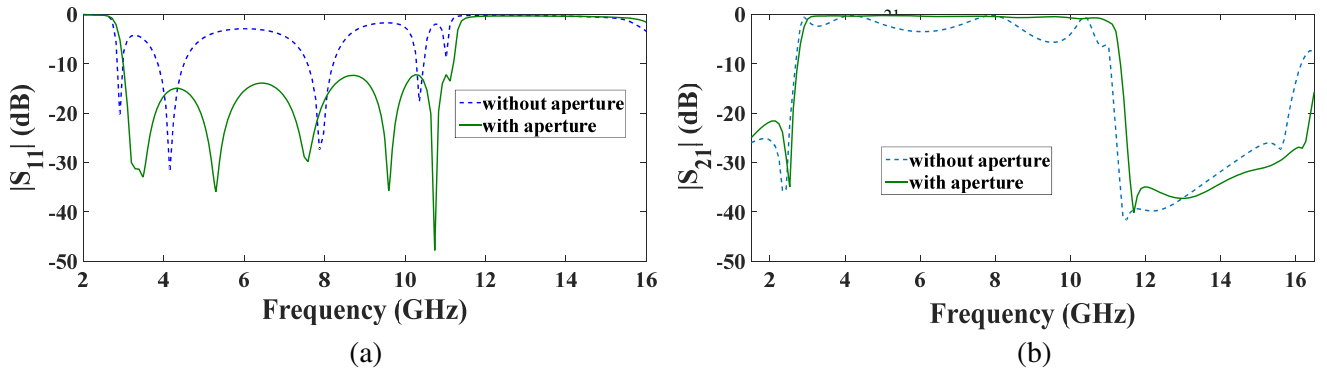 0
-10
-20
-30
-40
-50
|S11| (dB)
without aperture
with aperture
2 4 6 8 10 12 14 16
Frequency (GHz)
(a)
21
0
-10
-20
-30
-40
-50
|S21| (dB)
without aperture
with aperture
2 4 6 8 10 12 14 16
Frequency (GHz)
(b)